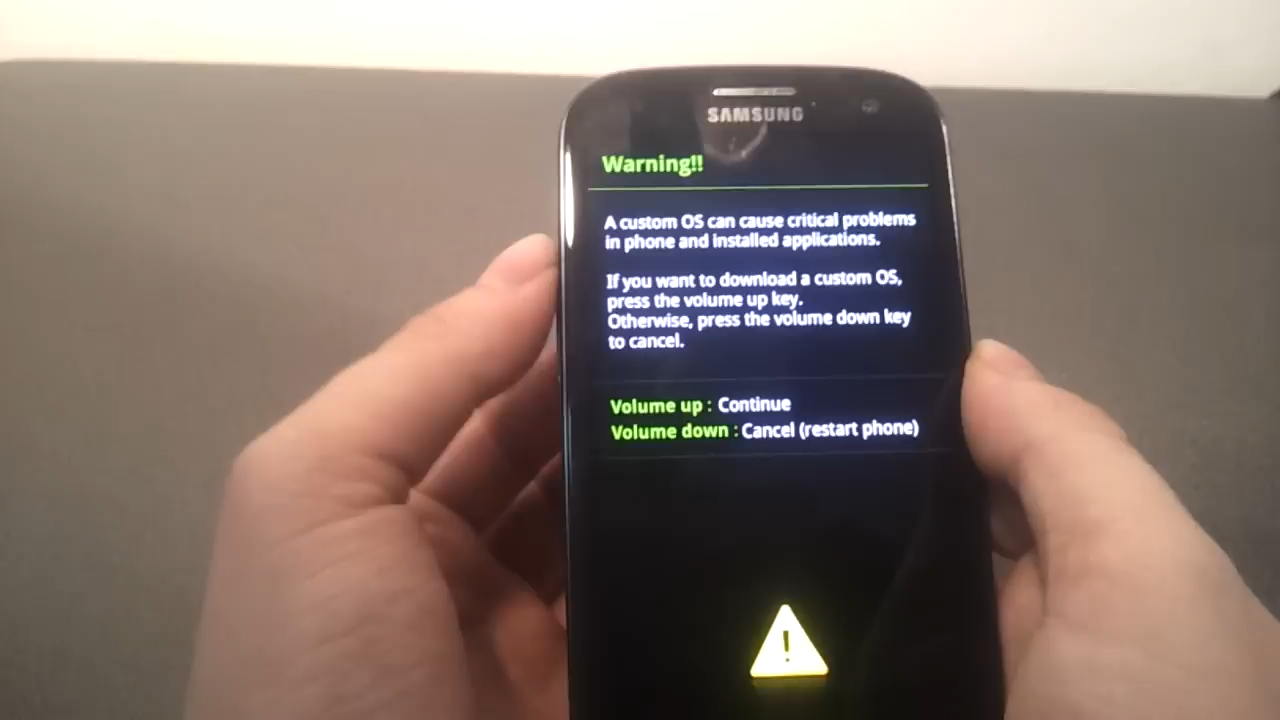 SAMSUNG
Warning!!
A custom OS can cause critical problems
in phone and installed applications.
If you want to download a custom OS,
press the volume up key.
Otherwise, press the volume down key
to cancel.
Volume up : Continue
Volume down : Cancel (restart phone)